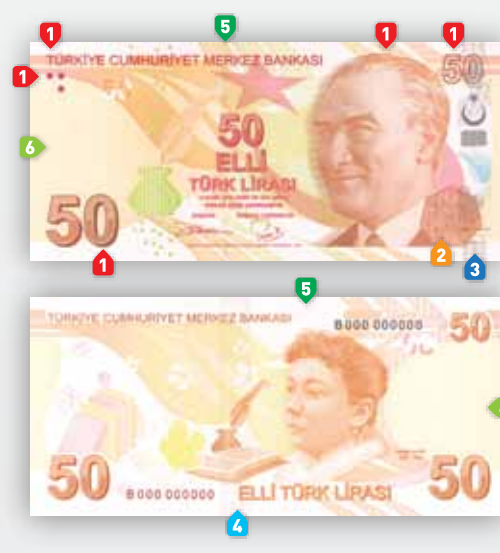 1 5 1 1
TÜRKİYE CUMHURİYET MERKEZ BANKASI
50
1
50
ELLİ
TÜRK LİRASI
6
50
1 2 3
5
TÜRKİYE CUMHURİYET MERKEZ BANKASI
B000 000000
50
50
B000 000000
ELLİ TÜRK LİRASI
50
4